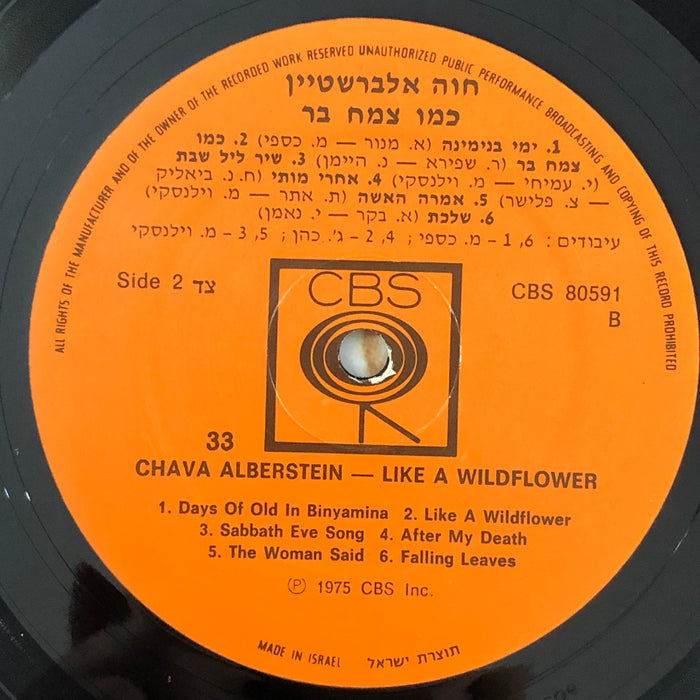 ALL RIGHTS OF THE MANUFACTURER AND OF THE OWNER OF THE RECORDED WORK RESERVED UNAUTHORIZED PUBLIC PERFORMANCE BROADCASTING AND COPYING OF THIS RECORD PROHIBITED
חוה אלברשטיין
כמו צמח בר
1. ימי בנימינה (א. מנור — מ. כספי) 2. כמו
צמח בר (ר. שפירא — נ. היימן) 3. שיר ליל שבת
(י. עמיחי — מ. וילנסקי) 4. אחרי מותי (ח.נ. ביאליק
— צ. פלישר) 5. אמרה האשה (ת. אתר — מ. וילנסקי)
6. שלכת (א. בקר — י. נאמן)
עיבודים: 1,6 – מ. כספי; 2,4 – ג'. כהן; 3,5 – מ. וילנסקי
Side 2 צד
CBS 80591
B
CBS
33
CHAVA ALBERSTEIN — LIKE A WILDFLOWER
1. Days Of Old In Binyamina 2. Like A Wildflower
3. Sabbath Eve Song 4. After My Death
5. The Woman Said 6. Falling Leaves
Ⓟ 1975 CBS Inc.
MADE IN ISRAEL תוצרת ישראל